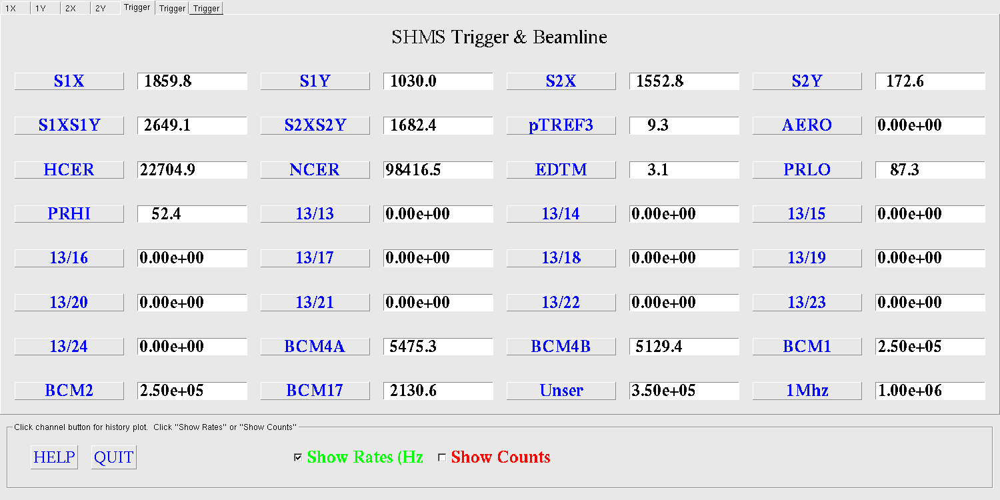 1X 1Y 2X 2Y Trigger Trigger Trigger
SHMS Trigger & Beamline
S1X 1859.8 S1Y 1030.0 S2X 1552.8 S2Y 172.6
S1XS1Y 2649.1 S2XS2Y 1682.4 pTREF3 9.3 AERO 0.00e+00
HCER 22704.9 NCER 98416.5 EDTM 3.1 PRLO 87.3
PRHI 52.4 13/13 0.00e+00 13/14 0.00e+00 13/15 0.00e+00
13/16 0.00e+00 13/17 0.00e+00 13/18 0.00e+00 13/19 0.00e+00
13/20 0.00e+00 13/21 0.00e+00 13/22 0.00e+00 13/23 0.00e+00
13/24 0.00e+00 BCM4A 5475.3 BCM4B 5129.4 BCM1 2.50e+05
BCM2 2.50e+05 BCM17 2130.6 Unser 3.50e+05 1Mhz 1.00e+06
Click channel button for history plot. Click "Show Rates" or "Show Counts"
HELP QUIT Show Rates (Hz Show Counts